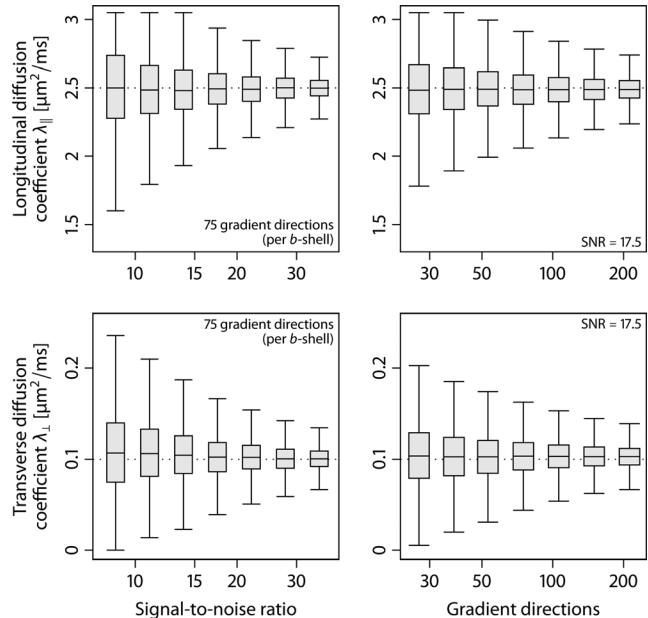 Longitudinal diffusion
coefficient λ∥ [μm²/ms]
3
2.5
2
1.5
75 gradient directions
(per b-shell)
10 15 20 30
3
2.5
2
1.5
SNR = 17.5
30 50 100 200
Transverse diffusion
coefficient λ⊥ [μm²/ms]
0.2
0.1
0
75 gradient directions
(per b-shell)
10 15 20 30
Signal-to-noise ratio
0.2
0.1
0
SNR = 17.5
30 50 100 200
Gradient directions